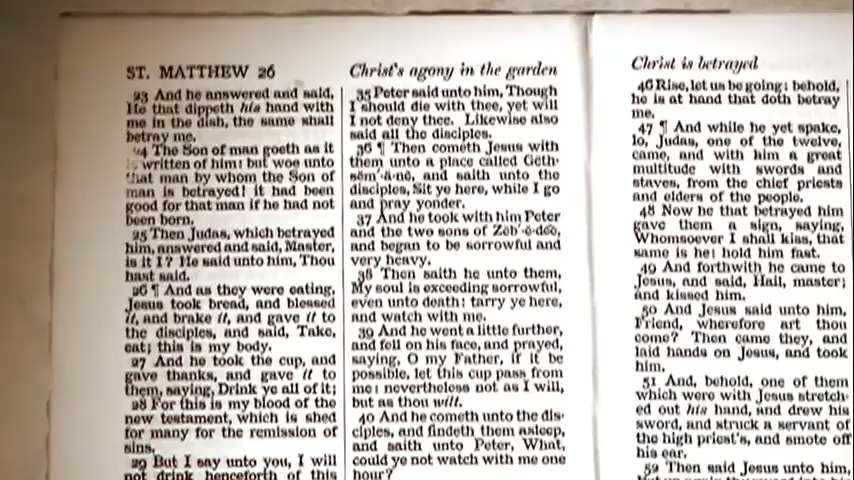 ST. MATTHEW 26
23 And he answered and said,
He that dippeth his hand with
me in the dish, the same shall
betray me.
24 The Son of man goeth as it
is written of him: but woe unto
that man by whom the Son of
man is betrayed! it had been
good for that man if he had not
been born.
25 Then Judas, which betrayed
him, answered and said, Master,
is it I? He said unto him, Thou
hast said.
26 ¶ And as they were eating,
Jesus took bread, and blessed
it, and brake it, and gave it to
the disciples, and said, Take,
eat; this is my body.
27 And he took the cup, and
gave thanks, and gave it to
them, saying, Drink ye all of it;
28 For this is my blood of the
new testament, which is shed
for many for the remission of
sins.
29 But I say unto you, I will
not drink henceforth of this
Christ's agony in the garden
35 Peter said unto him, Though
I should die with thee, yet will
I not deny thee. Likewise also
said all the disciples.
36 ¶ Then cometh Jesus with
them unto a place called Geth-
sĕm´-ă-nē, and saith unto the
disciples, Sit ye here, while I go
and pray yonder.
37 And he took with him Peter
and the two sons of Zĕb´-ĕ-dēe,
and began to be sorrowful and
very heavy.
38 Then saith he unto them,
My soul is exceeding sorrowful,
even unto death: tarry ye here,
and watch with me.
39 And he went a little further,
and fell on his face, and prayed,
saying, O my Father, if it be
possible, let this cup pass from
me: nevertheless not as I will,
but as thou wilt.
40 And he cometh unto the dis-
ciples, and findeth them asleep,
and saith unto Peter, What,
could ye not watch with me one
hour?
Christ is betrayed
46 Rise, let us be going: behold,
he is at hand that doth betray
me.
47 ¶ And while he yet spake,
lo, Judas, one of the twelve,
came, and with him a great
multitude with swords and
staves, from the chief priests
and elders of the people.
48 Now he that betrayed him
gave them a sign, saying,
Whomsoever I shall kiss, that
same is he: hold him fast.
49 And forthwith he came to
Jesus, and said, Hail, master;
and kissed him.
50 And Jesus said unto him,
Friend, wherefore art thou
come? Then came they, and
laid hands on Jesus, and took
him.
51 And, behold, one of them
which were with Jesus stretch-
ed out his hand, and drew his
sword, and struck a servant of
the high priest's, and smote off
his ear.
52 Then said Jesus unto him,